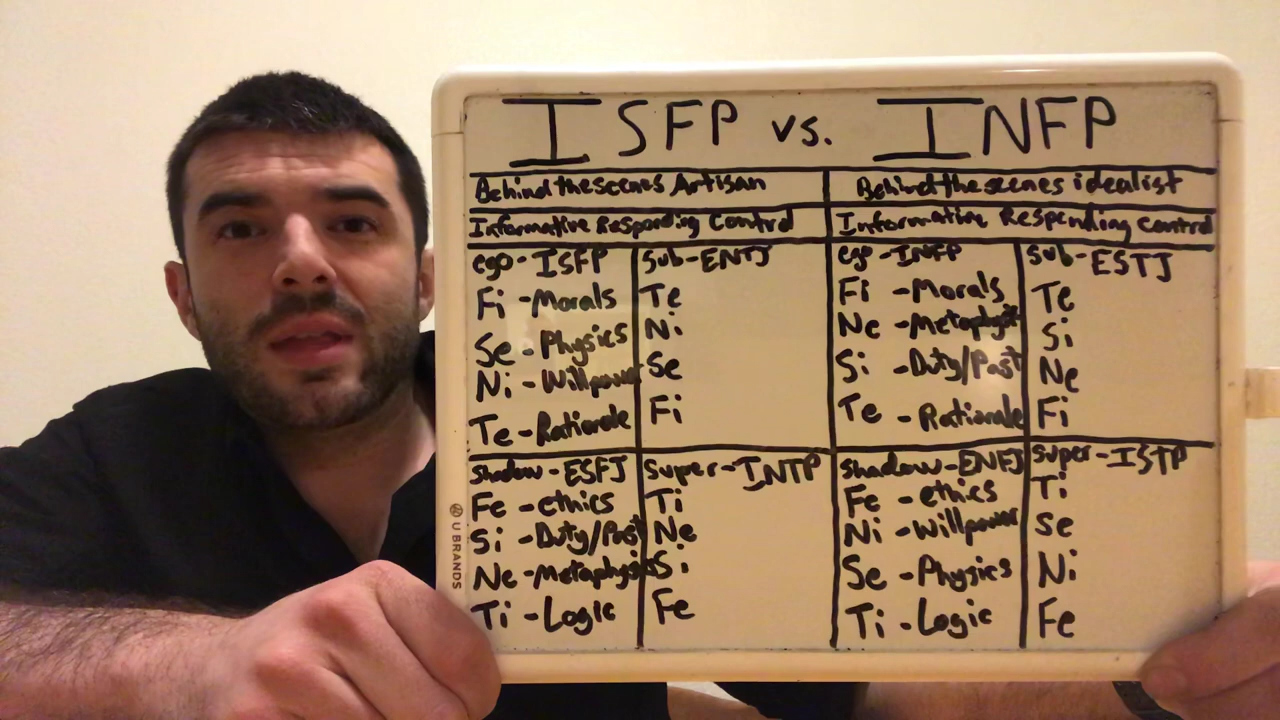 ISFP vs. INFP
Behind the scenes Artisan
Behind the scenes idealist
Informative Responding Control
Informative Responding control
ego-ISFP
Fi -Morals
Se -Physics
Ni -Willpower
Te -Rationale
sub-ENTJ
Te
Ni
Se
Fi
ego-INFP
Fi -Morals
Ne -Metaphysics
Si -Duty/Past
Te -Rationale
sub-ESTJ
Te
Si
Ne
Fi
shadow-ESFJ
Fe -ethics
Si -Duty/Past
Ne -Metaphysics
Ti -Logic
super-INTP
Ti
Ne
Si
Fe
shadow-ENFJ
Fe -ethics
Ni -Willpower
Se -Physics
Ti -Logic
super-ISTP
Ti
Se
Ni
Fe
U BRANDS